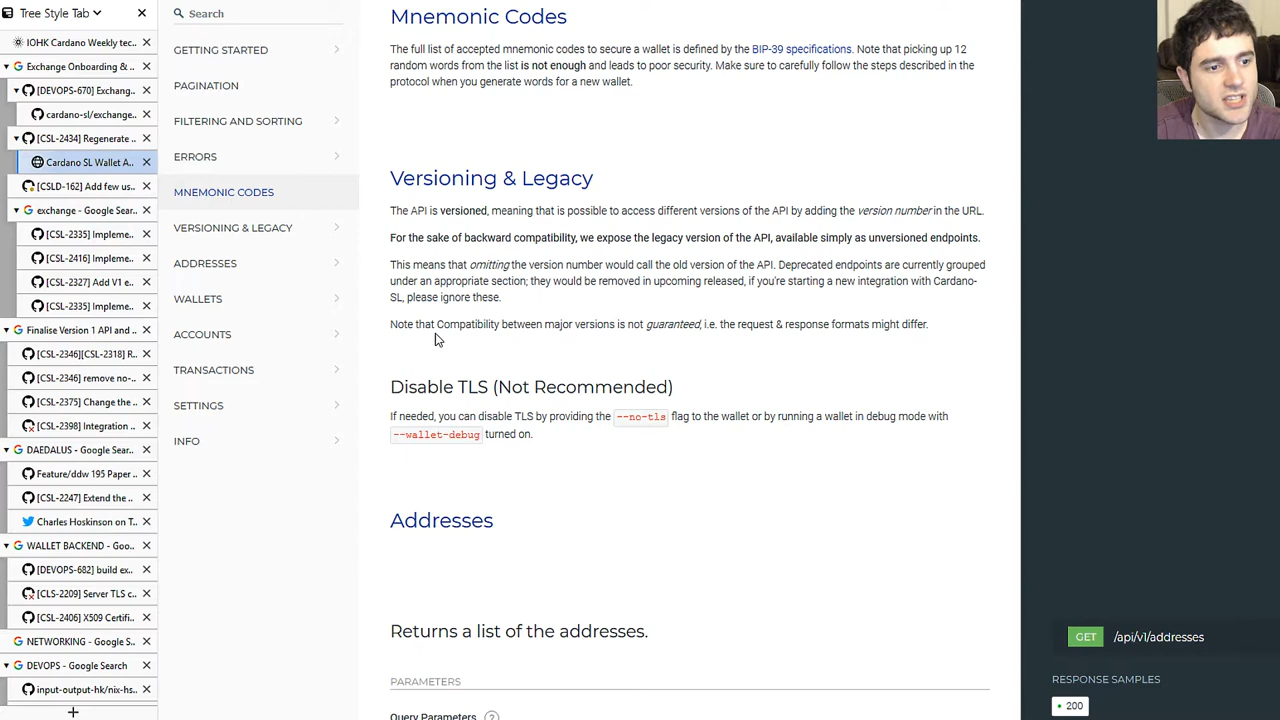 Tree Style Tab
IOHK Cardano Weekly tec..
Exchange Onboarding & ..
[DEVOPS-670] Exchang..
cardano-sl/exchange..
[CSL-2434] Regenerate ..
Cardano SL Wallet A..
[CSLD-162] Add few us..
exchange - Google Sear..
[CSL-2335] Impleme..
[CSL-2416] Impleme..
[CSL-2327] Add V1 e..
[CSL-2335] Impleme..
Finalise Version 1 API and ..
[CSL-2346][CSL-2318] R..
[CSL-2346] remove no-..
[CSL-2375] Change the ..
[CSL-2398] Integration ..
DAEDALUS - Google Sear..
Feature/ddw 195 Paper ..
[CSL-2247] Extend the ..
Charles Hoskinson on T..
WALLET BACKEND - Goo..
[DEVOPS-682] build ex..
[CLS-2209] Server TLS c..
[CSL-2406] X509 Certifi..
NETWORKING - Google S..
DEVOPS - Google Search
input-output-hk/nix-hs..
Search
GETTING STARTED
PAGINATION
FILTERING AND SORTING
ERRORS
MNEMONIC CODES
VERSIONING & LEGACY
ADDRESSES
WALLETS
ACCOUNTS
TRANSACTIONS
SETTINGS
INFO
Mnemonic Codes
The full list of accepted mnemonic codes to secure a wallet is defined by the BIP-39 specifications. Note that picking up 12
random words from the list is not enough and leads to poor security. Make sure to carefully follow the steps described in the
protocol when you generate words for a new wallet.
Versioning & Legacy
The API is versioned, meaning that is possible to access different versions of the API by adding the version number in the URL.
For the sake of backward compatibility, we expose the legacy version of the API, available simply as unversioned endpoints.
This means that omitting the version number would call the old version of the API. Deprecated endpoints are currently grouped
under an appropriate section; they would be removed in upcoming released, if you're starting a new integration with Cardano-
SL, please ignore these.
Note that Compatibility between major versions is not guaranteed, i.e. the request & response formats might differ.
Disable TLS (Not Recommended)
If needed, you can disable TLS by providing the --no-tls flag to the wallet or by running a wallet in debug mode with
--wallet-debug turned on.
Addresses
Returns a list of the addresses.
PARAMETERS
Query Parameters ?
GET /api/v1/addresses
RESPONSE SAMPLES
200